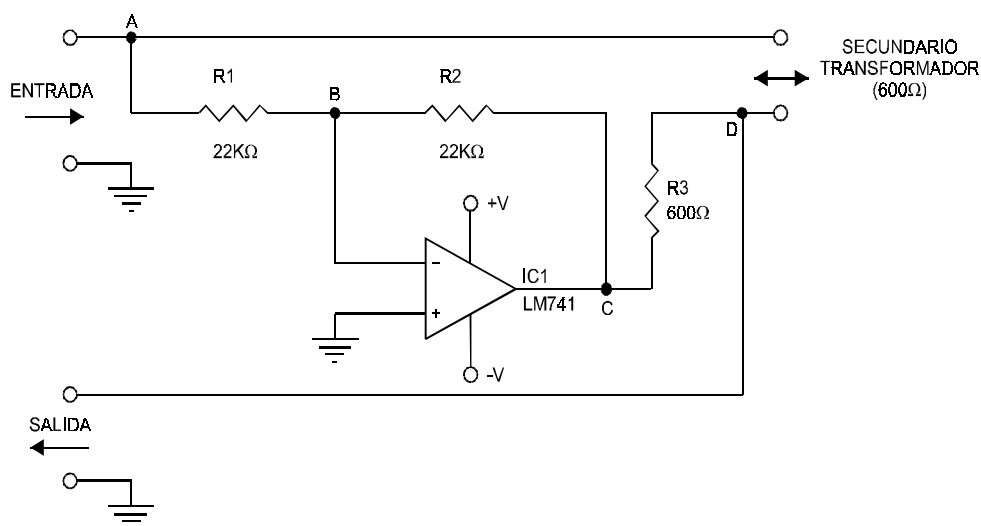 A
SECUNDARIO
TRANSFORMADOR
(600Ω)
ENTRADA
R1
B
R2
D
22KΩ
22KΩ
R3
600Ω
+V
−
IC1
LM741
+
C
-V
SALIDA